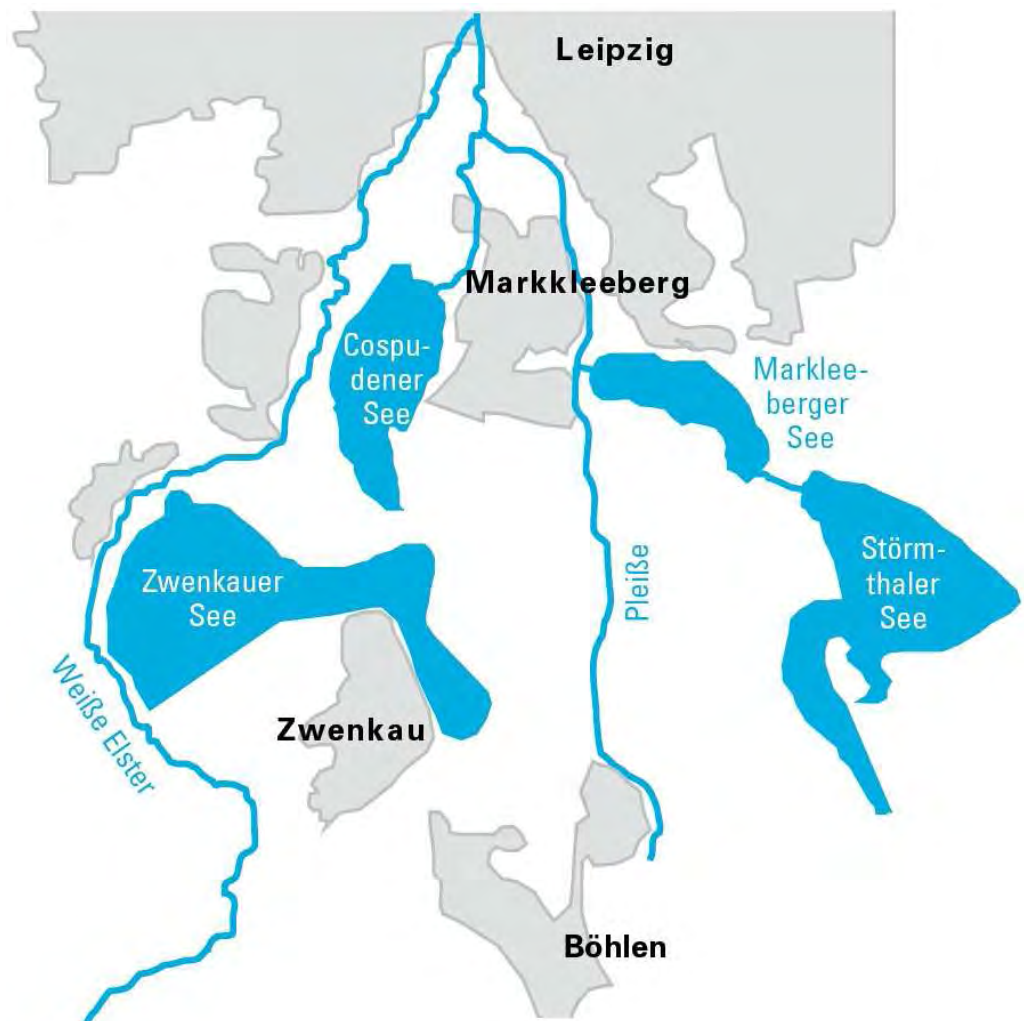 Leipzig
Markkleeberg
Cospu-
dener
See
Marklee-
berger
See
Zwenkauer
See
Störm-
thaler
See
Pleiße
Weiße Elster
Zwenkau
Böhlen